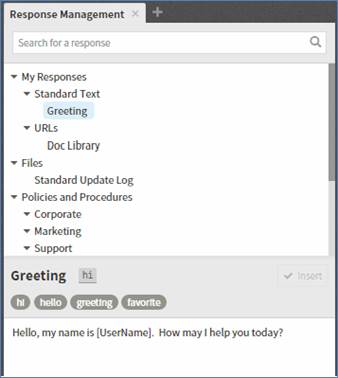 Response Management
Search for a response
My Responses
Standard Text
Greeting
URLs
Doc Library
Files
Standard Update Log
Policies and Procedures
Corporate
Marketing
Support
Greeting hi Insert
hi hello greeting favorite
Hello, my name is [UserName]. How may I help you today?